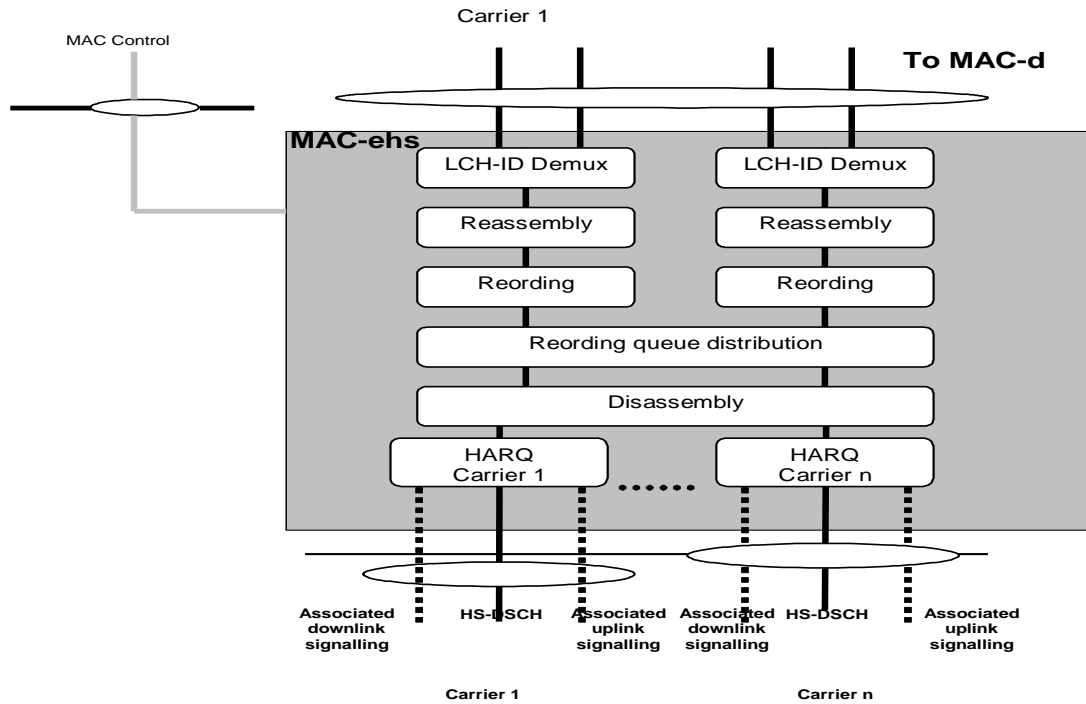 Carrier 1
MAC Control
To MAC-d
MAC-ehs
LCH-ID Demux
LCH-ID Demux
Reassembly
Reassembly
Reording
Reording
Reording queue distribution
Disassembly
HARQ
Carrier 1
HARQ
Carrier n
Associated
downlink
signalling
HS-DSCH
Associated
uplink
signalling
Associated
downlink
signalling
HS-DSCH
Associated
uplink
signalling
Carrier 1
Carrier n